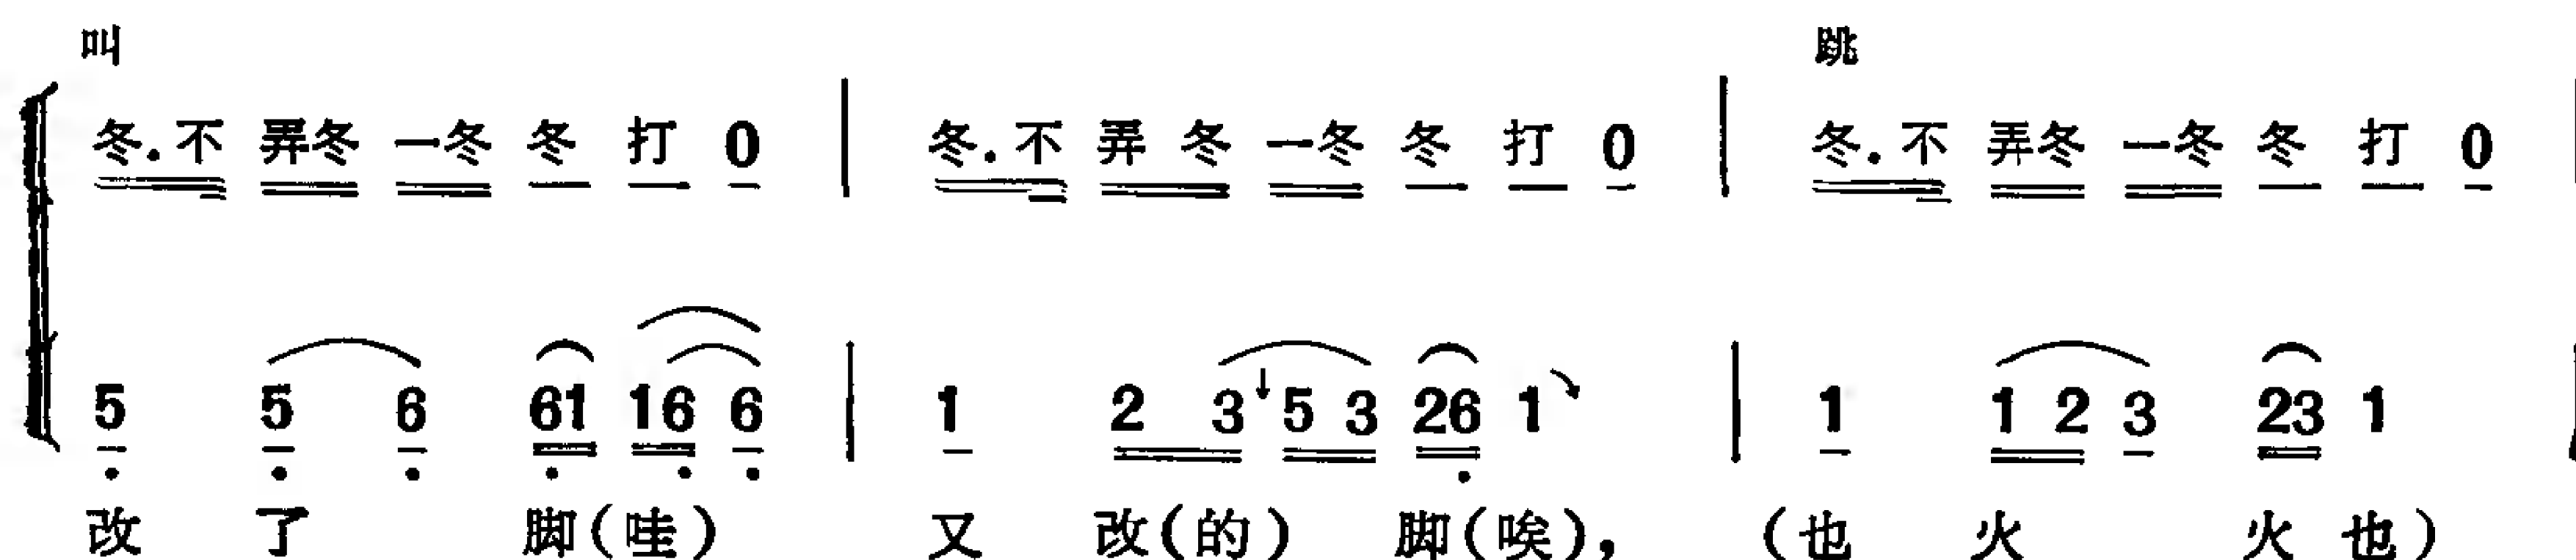 叫 跳
冬.不 弄冬 一冬 冬 打 0 | 冬.不 弄 冬 一冬 冬 打 0 | 冬.不 弄冬 一冬 冬 打 0
5 5 6 61 16 6 | 1 2 3 ↓5 3 26 1↘ | 1 1 2 3 23 1
改 了 脚(哇) 又 改(的) 脚(唉), (也 火 火 也)